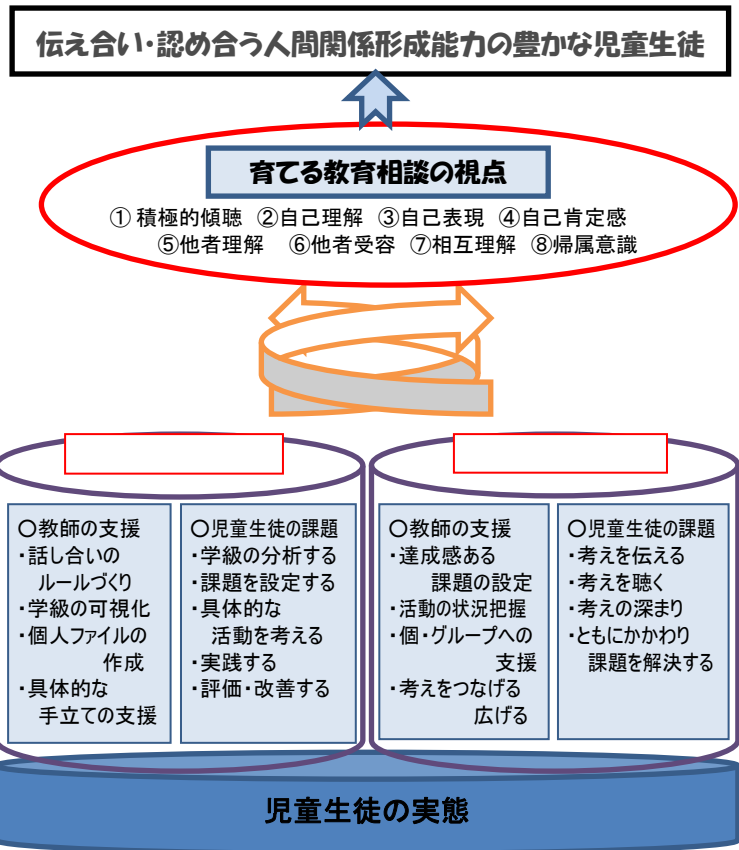 伝え合い・認め合う人間関係形成能力の豊かな児童生徒
育てる教育相談の視点
① 積極的傾聴 ②自己理解 ③自己表現 ④自己肯定感
⑤他者理解 ⑥他者受容 ⑦相互理解 ⑧帰属意識
〇教師の支援
・話し合いの
ルールづくり
・学級の可視化
・個人ファイルの
作成
・具体的な
手立ての支援
〇児童生徒の課題
・学級の分析する
・課題を設定する
・具体的な
活動を考える
・実践する
・評価・改善する
〇教師の支援
・達成感ある
課題の設定
・活動の状況把握
・個・グループへの
支援
・考えをつなげる
広げる
〇児童生徒の課題
・考えを伝える
・考えを聴く
・考えの深まり
・ともにかかわり
課題を解決する
児童生徒の実態